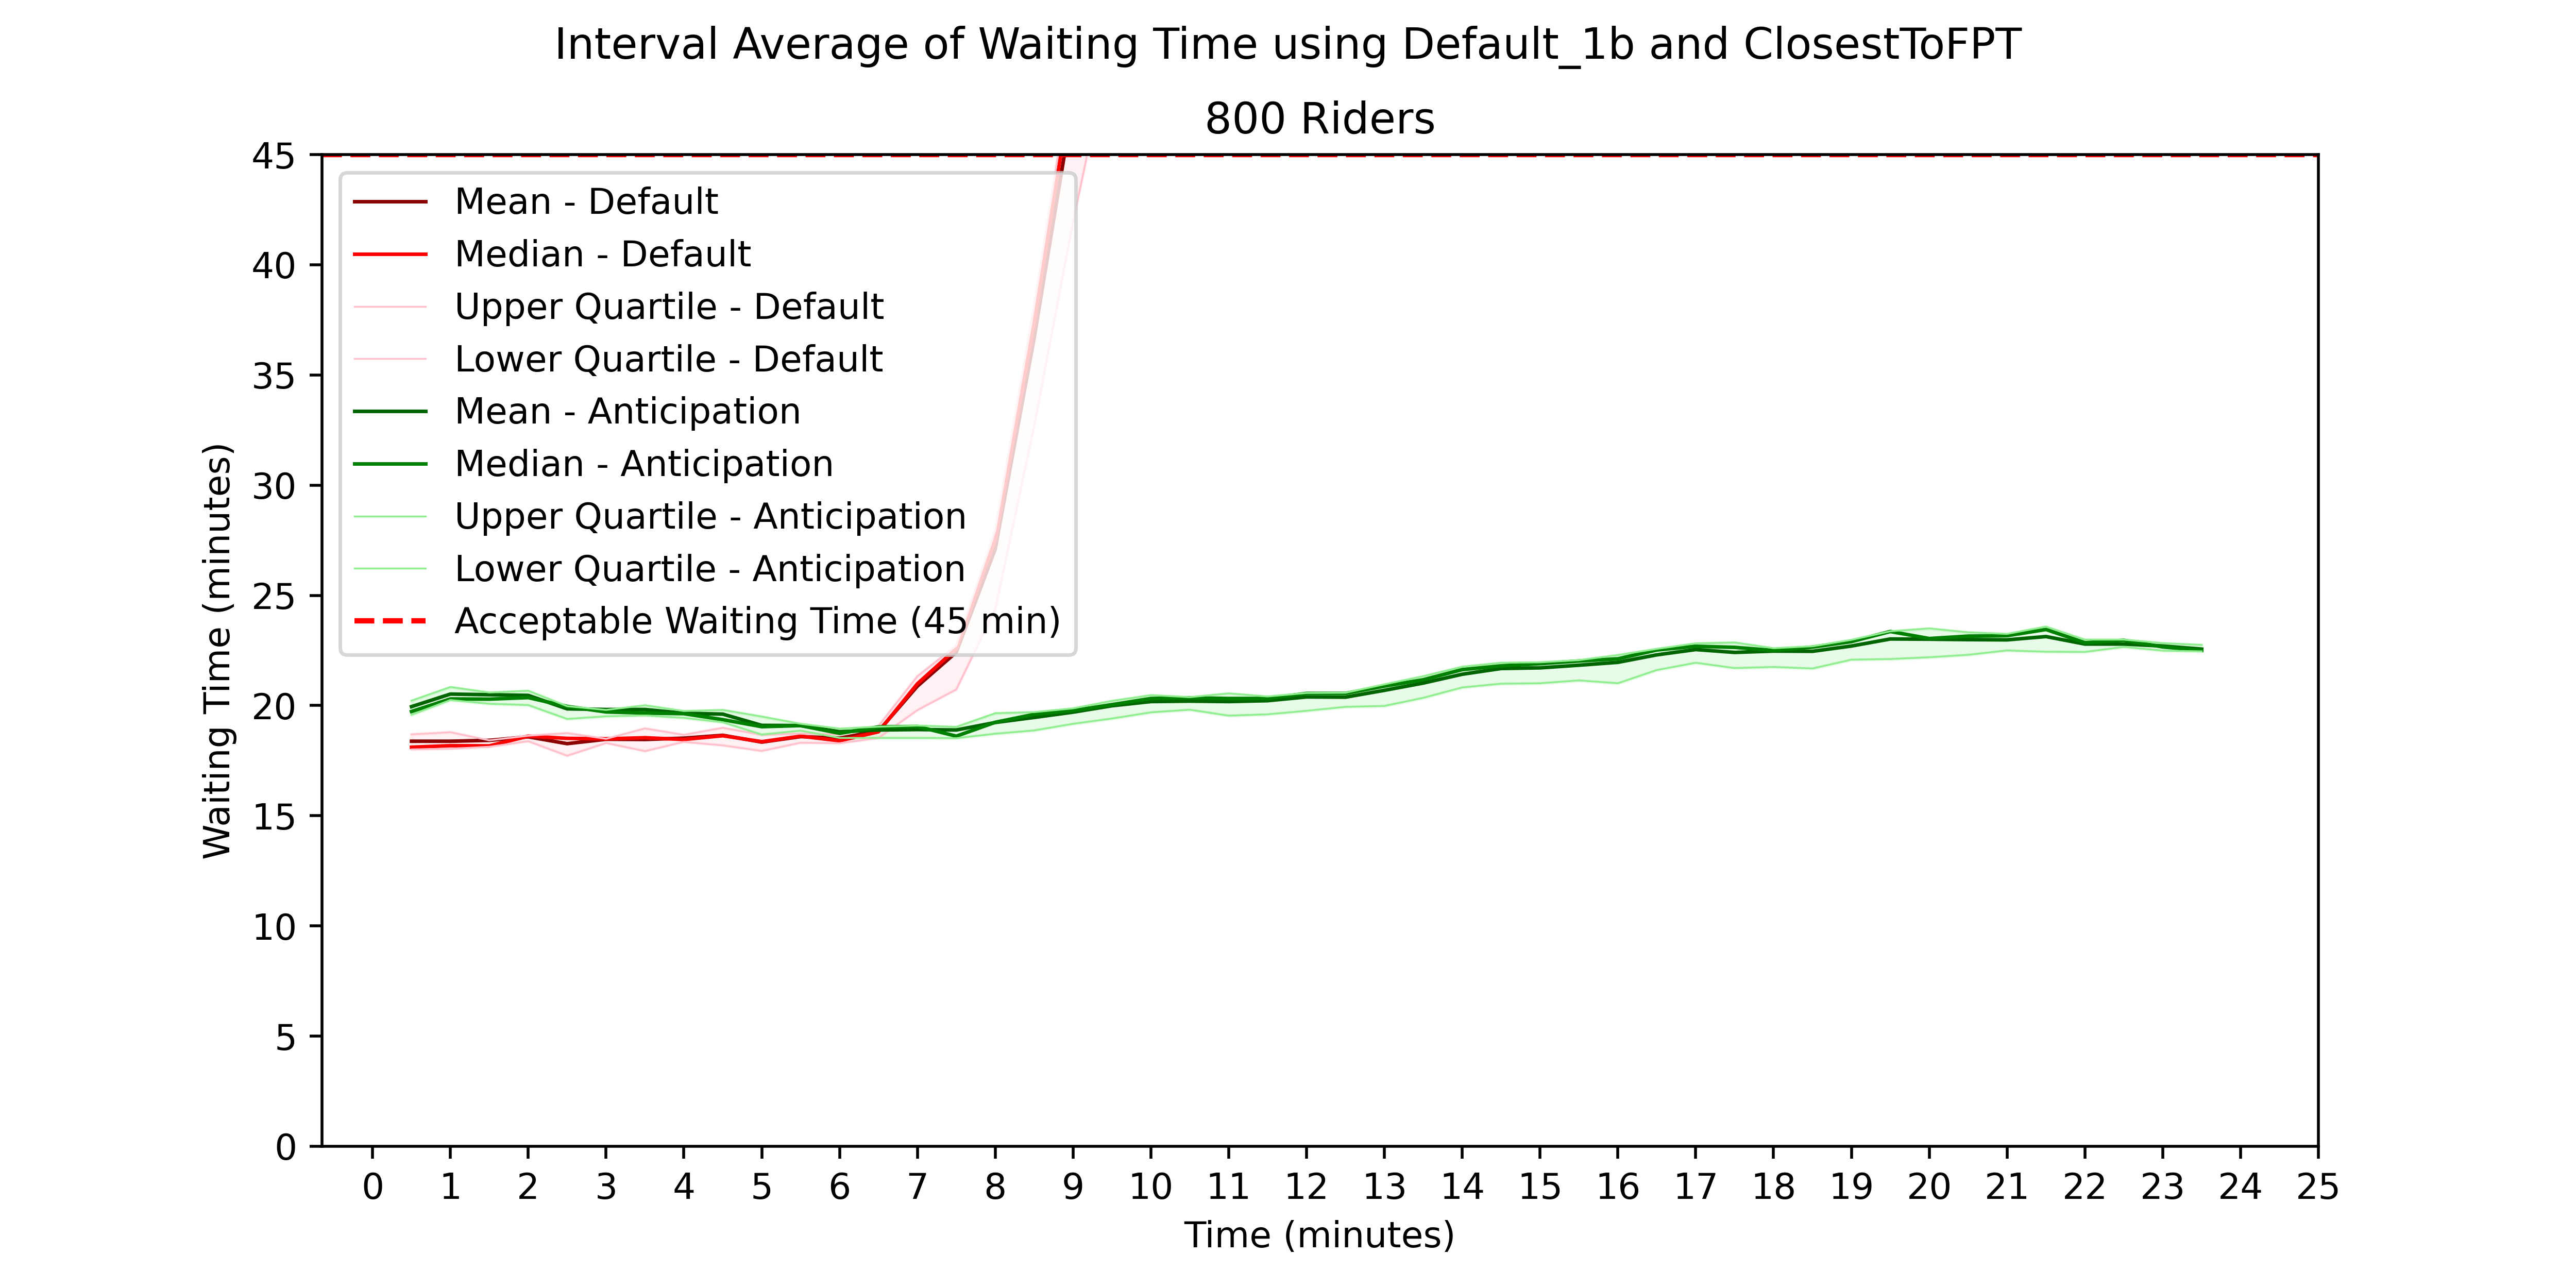 Interval Average of Waiting Time using Default_1b and ClosestToFPT
800 Riders
45
40
35
30
25
20
15
10
5
0
Waiting Time (minutes)
Mean - Default
Median - Default
Upper Quartile - Default
Lower Quartile - Default
Mean - Anticipation
Median - Anticipation
Upper Quartile - Anticipation
Lower Quartile - Anticipation
Acceptable Waiting Time (45 min)
0 1 2 3 4 5 6 7 8 9 10 11 12 13 14 15 16 17 18 19 20 21 22 23 24 25
Time (minutes)